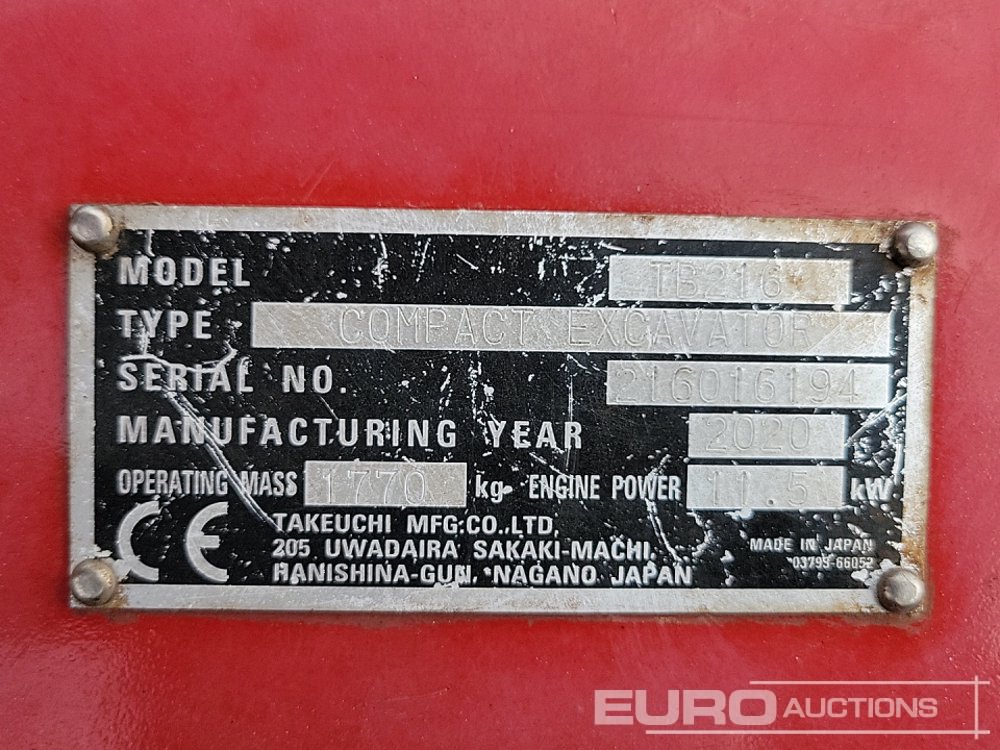 MODEL TB216
TYPE COMPACT EXCAVATOR
SERIAL NO. 216016194
MANUFACTURING YEAR 2020
OPERATING MASS 1770 kg ENGINE POWER 11.5 kW
CE TAKEUCHI MFG.CO.,LTD.
205 UWADAIRA SAKAKI-MACHI,
HANISHINA-GUN, NAGANO JAPAN
MADE IN JAPAN
03799-66052
EURO AUCTIONS